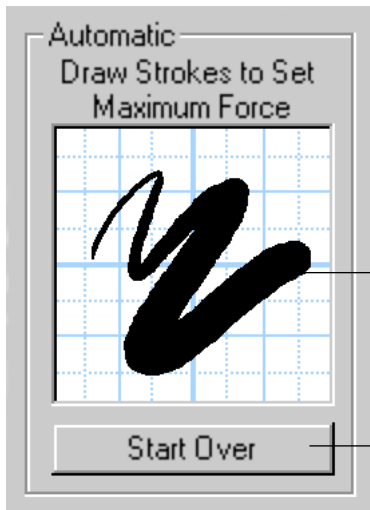 Automatic
Draw Strokes to Set
Maximum Force
Start Over